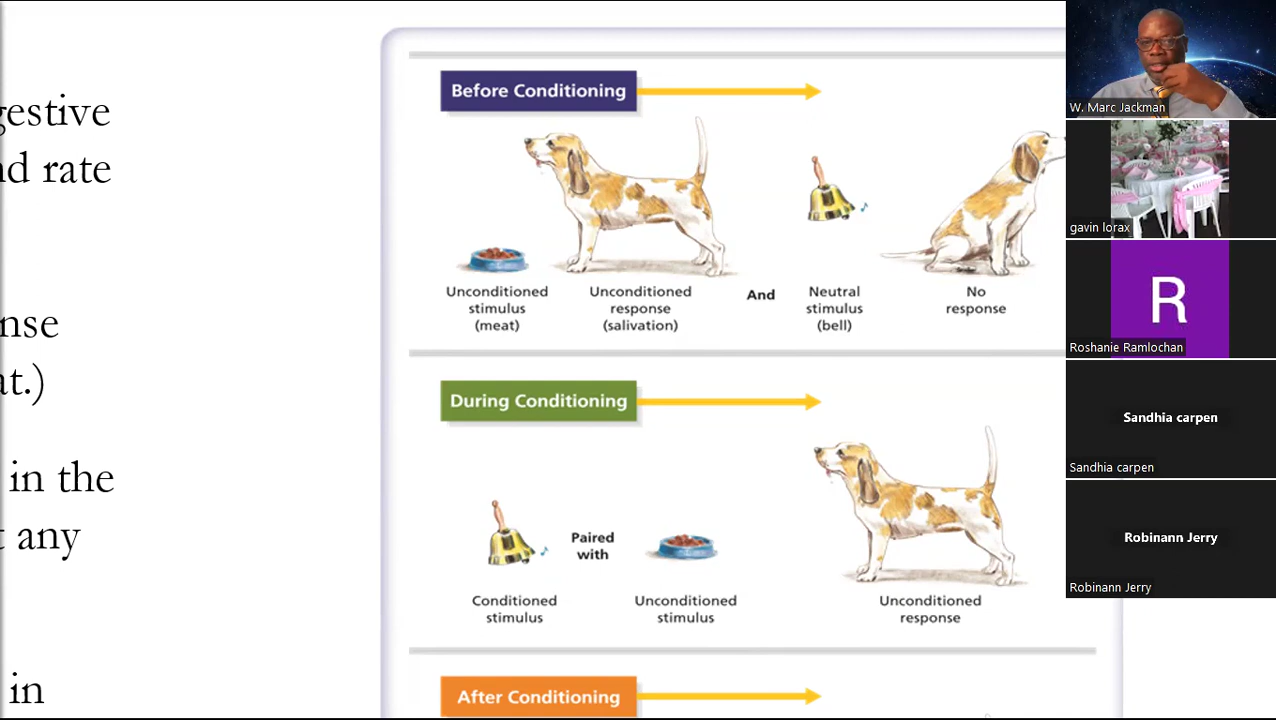 gestive
nd rate
nse
at.)
in the
t any
in
Before Conditioning
Unconditioned
stimulus
(meat)
Unconditioned
response
(salivation)
And
Neutral
stimulus
(bell)
No
response
During Conditioning
Paired
with
Conditioned
stimulus
Unconditioned
stimulus
Unconditioned
response
After Conditioning
W. Marc Jackman
gavin lorax
R
Roshanie Ramlochan
Sandhia carpen
Sandhia carpen
Robinann Jerry
Robinann Jerry